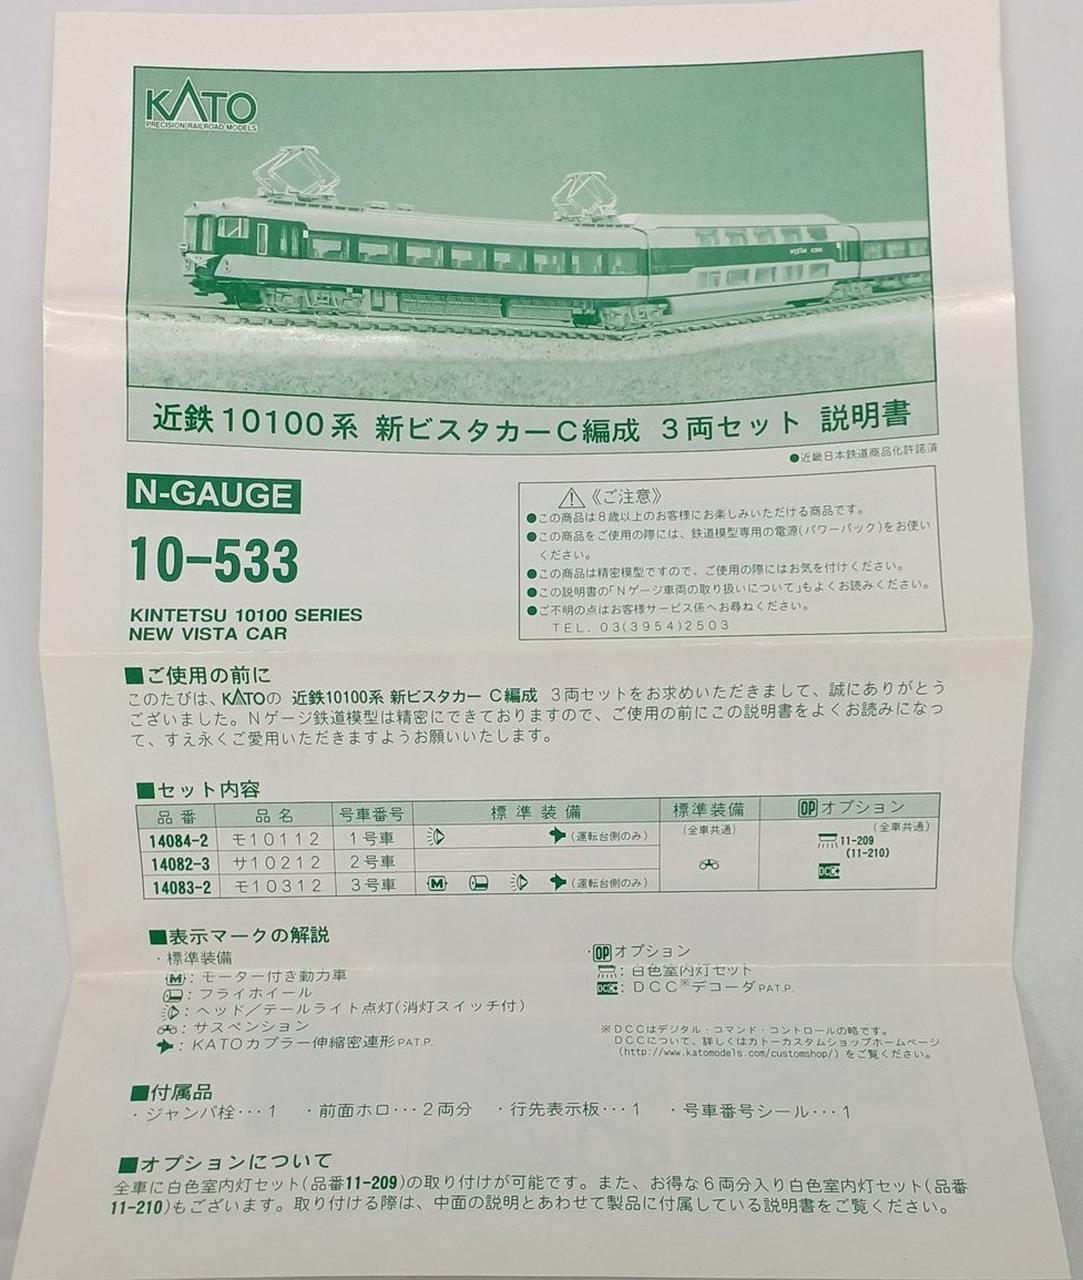 KATO
PRECISION RAILROAD MODELS
近鉄10100系 新ビスタカーC編成 3両セット 説明書
●近畿日本鉄道商品化許諾済
N-GAUGE
10-533
KINTETSU 10100 SERIES
NEW VISTA CAR
《ご注意》
●この商品は8歳以上のお客様にお楽しみいただける商品です。
●この商品をご使用の際には、鉄道模型専用の電源(パワーパック)をお使い
ください。
●この商品は精密模型ですので、ご使用の際にはお気を付けください。
●この説明書の「Nゲージ車両の取り扱いについて」もよくお読みください。
●ご不明の点はお客様サービス係へお尋ねください。
TEL. 03(3954)2503
■ご使用の前に
このたびは、KATOの 近鉄10100系 新ビスタカー C編成 3両セットをお求めいただきまして、誠にありがとう
ございました。Nゲージ鉄道模型は精密にできておりますので、ご使用の前にこの説明書をよくお読みになっ
て、すえ永くご愛用いただきますようお願いいたします。
■セット内容
品番 品名 号車番号 標準装備 標準装備 OPオプション
(全車共通) (全車共通)
14084-2 モ10112 1号車 (運転台側のみ) 11-209
(11-210)
14082-3 サ10212 2号車
DCC
14083-2 モ10312 3号車 M (運転台側のみ)
■表示マークの解説
・標準装備
M:モーター付き動力車
:フライホイール
:ヘッド/テールライト点灯(消灯スイッチ付)
:サスペンション
:KATOカプラー伸縮密連形PAT.P.
・OPオプション
:白色室内灯セット
DCC:DCC※デコーダPAT.P.
※DCCはデジタル・コマンド・コントロールの略です。
DCCについて、詳しくはカトーカスタムショップホームページ
(http://www.katomodels.com/customshop/)をご覧ください。
■付属品
・ジャンパ栓・・・1 ・前面ホロ・・・2両分 ・行先表示板・・・1 ・号車番号シール・・・1
■オプションについて
全車に白色室内灯セット(品番11-209)の取り付けが可能です。また、お得な6両分入り白色室内灯セット(品番
11-210)もございます。取り付ける際は、中面の説明とあわせて製品に付属している説明書をご覧ください。